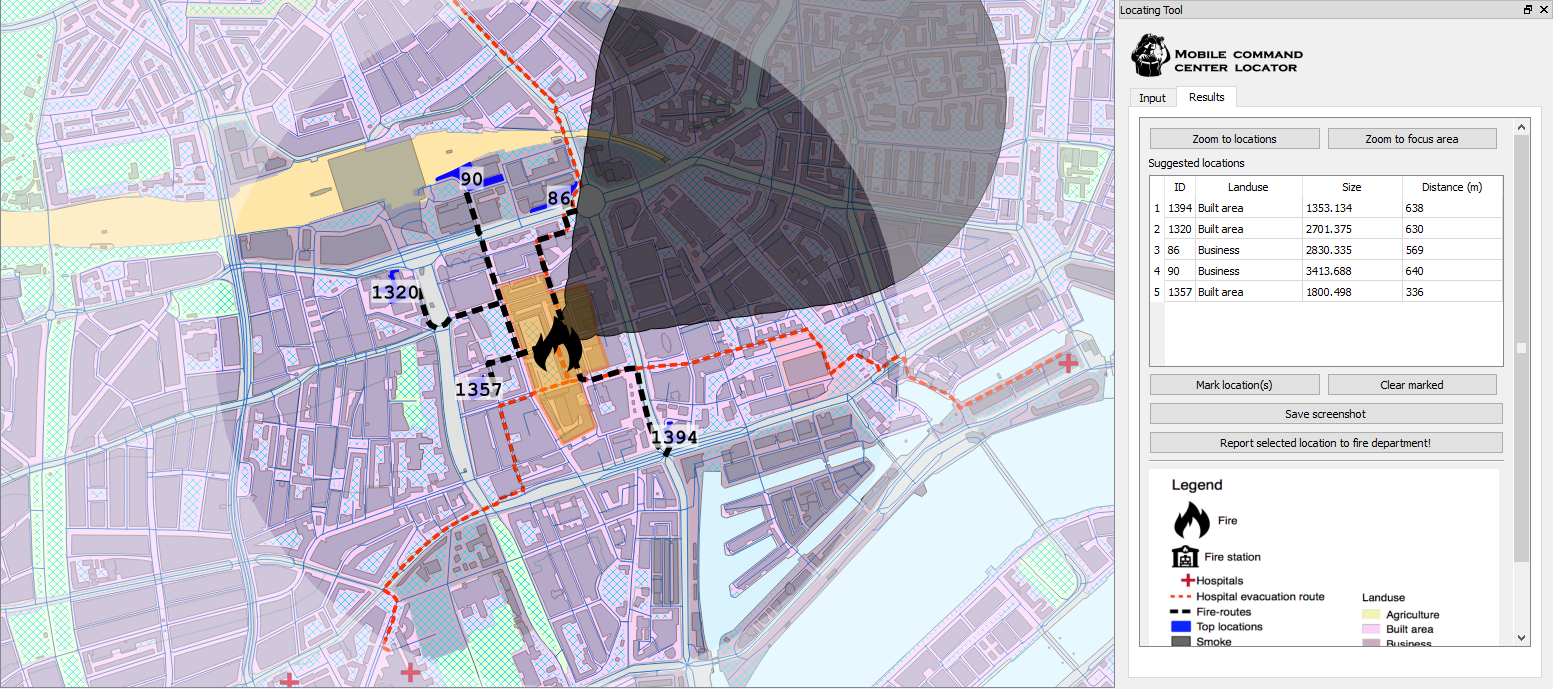 90
86
1320
1357
1394
Locating Tool
MOBILE COMMAND
CENTER LOCATOR
Input Results
Zoom to locations Zoom to focus area
Suggested locations
ID Landuse Size Distance (m)
1 1394 Built area 1353.134 638
2 1320 Built area 2701.375 630
3 86 Business 2830.335 569
4 90 Business 3413.688 640
5 1357 Built area 1800.498 336
Mark location(s) Clear marked
Save screenshot
Report selected location to fire department!
Legend
Fire
Fire station
Hospitals
Hospital evacuation route
Fire-routes
Top locations
Smoke
Landuse
Agriculture
Built area
Business